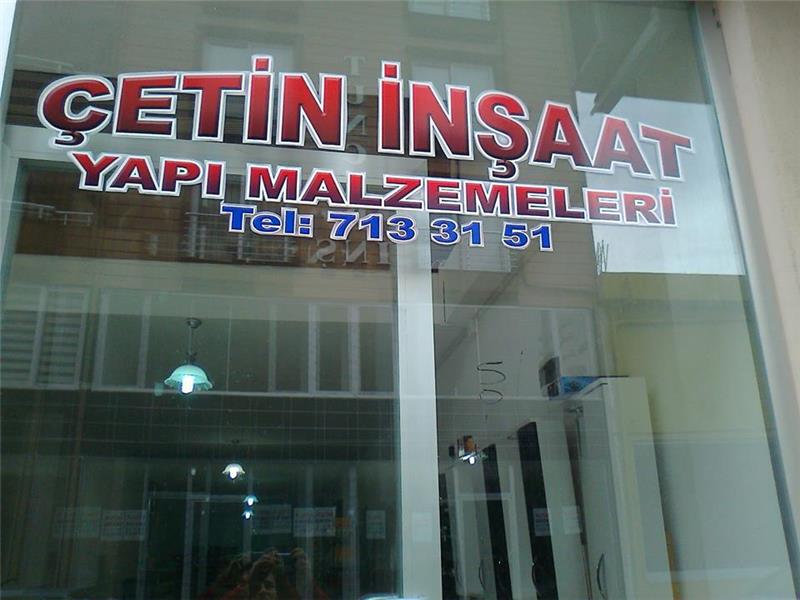 ÇETİN İNŞAAT
YAPI MALZEMELERİ
Tel: 713 31 51